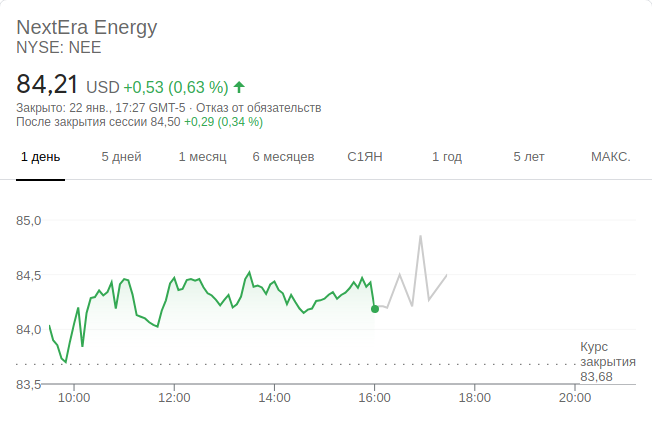 NextEra Energy
NYSE: NEE
84,21 USD +0,53 (0,63 %)
Закрыто: 22 янв., 17:27 GMT-5 · Отказ от обязательств
После закрытия сессии 84,50 +0,29 (0,34 %)
1 день 5 дней 1 месяц 6 месяцев С1ЯН 1 год 5 лет МАКС.
85,0
84,5
84,0
Курс
закрытия
83,68
83,5
10:00 12:00 14:00 16:00 18:00 20:00